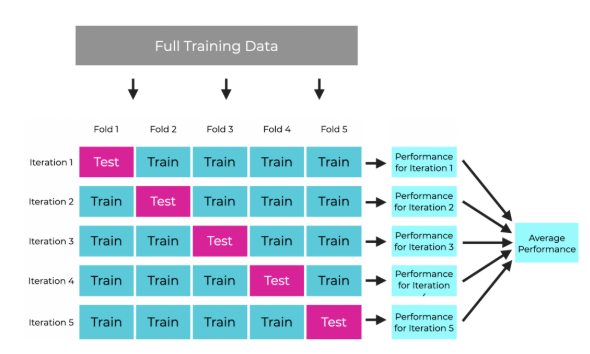 Full Training Data
Fold 1 Fold 2 Fold 3 Fold 4 Fold 5
Iteration 1 Test Train Train Train Train Performance
for Iteration 1
Iteration 2 Train Test Train Train Train Performance
for Iteration 2
Iteration 3 Train Train Test Train Train Performance
for Iteration 3
Average
Performance
Iteration 4 Train Train Train Test Train Performance
for Iteration
Iteration 5 Train Train Train Train Test Performance
for Iteration 5